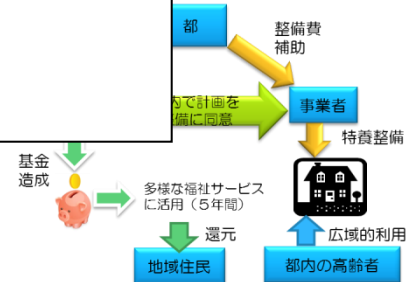 都
整備費
補助
内で計画を
備に同意
事業者
特養整備
基金
造成
多様な福祉サービス
に活用（５年間）
還元
広域的利用
地域住民
都内の高齢者